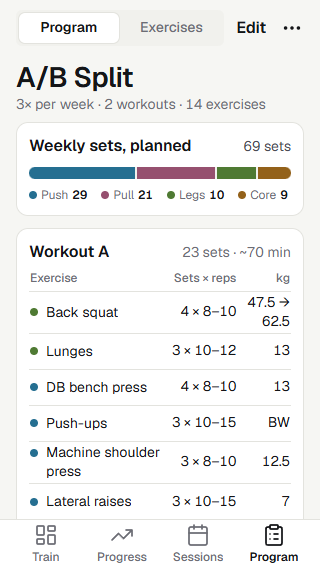 Program Exercises Edit
A/B Split
3× per week · 2 workouts · 14 exercises
Weekly sets, planned 69 sets
Push 29 Pull 21 Legs 10 Core 9
Workout A 23 sets · ~70 min
Exercise Sets × reps kg
Back squat 4 × 8–10 47.5 →
62.5
Lunges 3 × 10–12 13
DB bench press 4 × 8–10 13
Push-ups 3 × 10–15 BW
Machine shoulder
press 3 × 8–10 12.5
Lateral raises 3 × 10–15 7
Train Progress Sessions Program